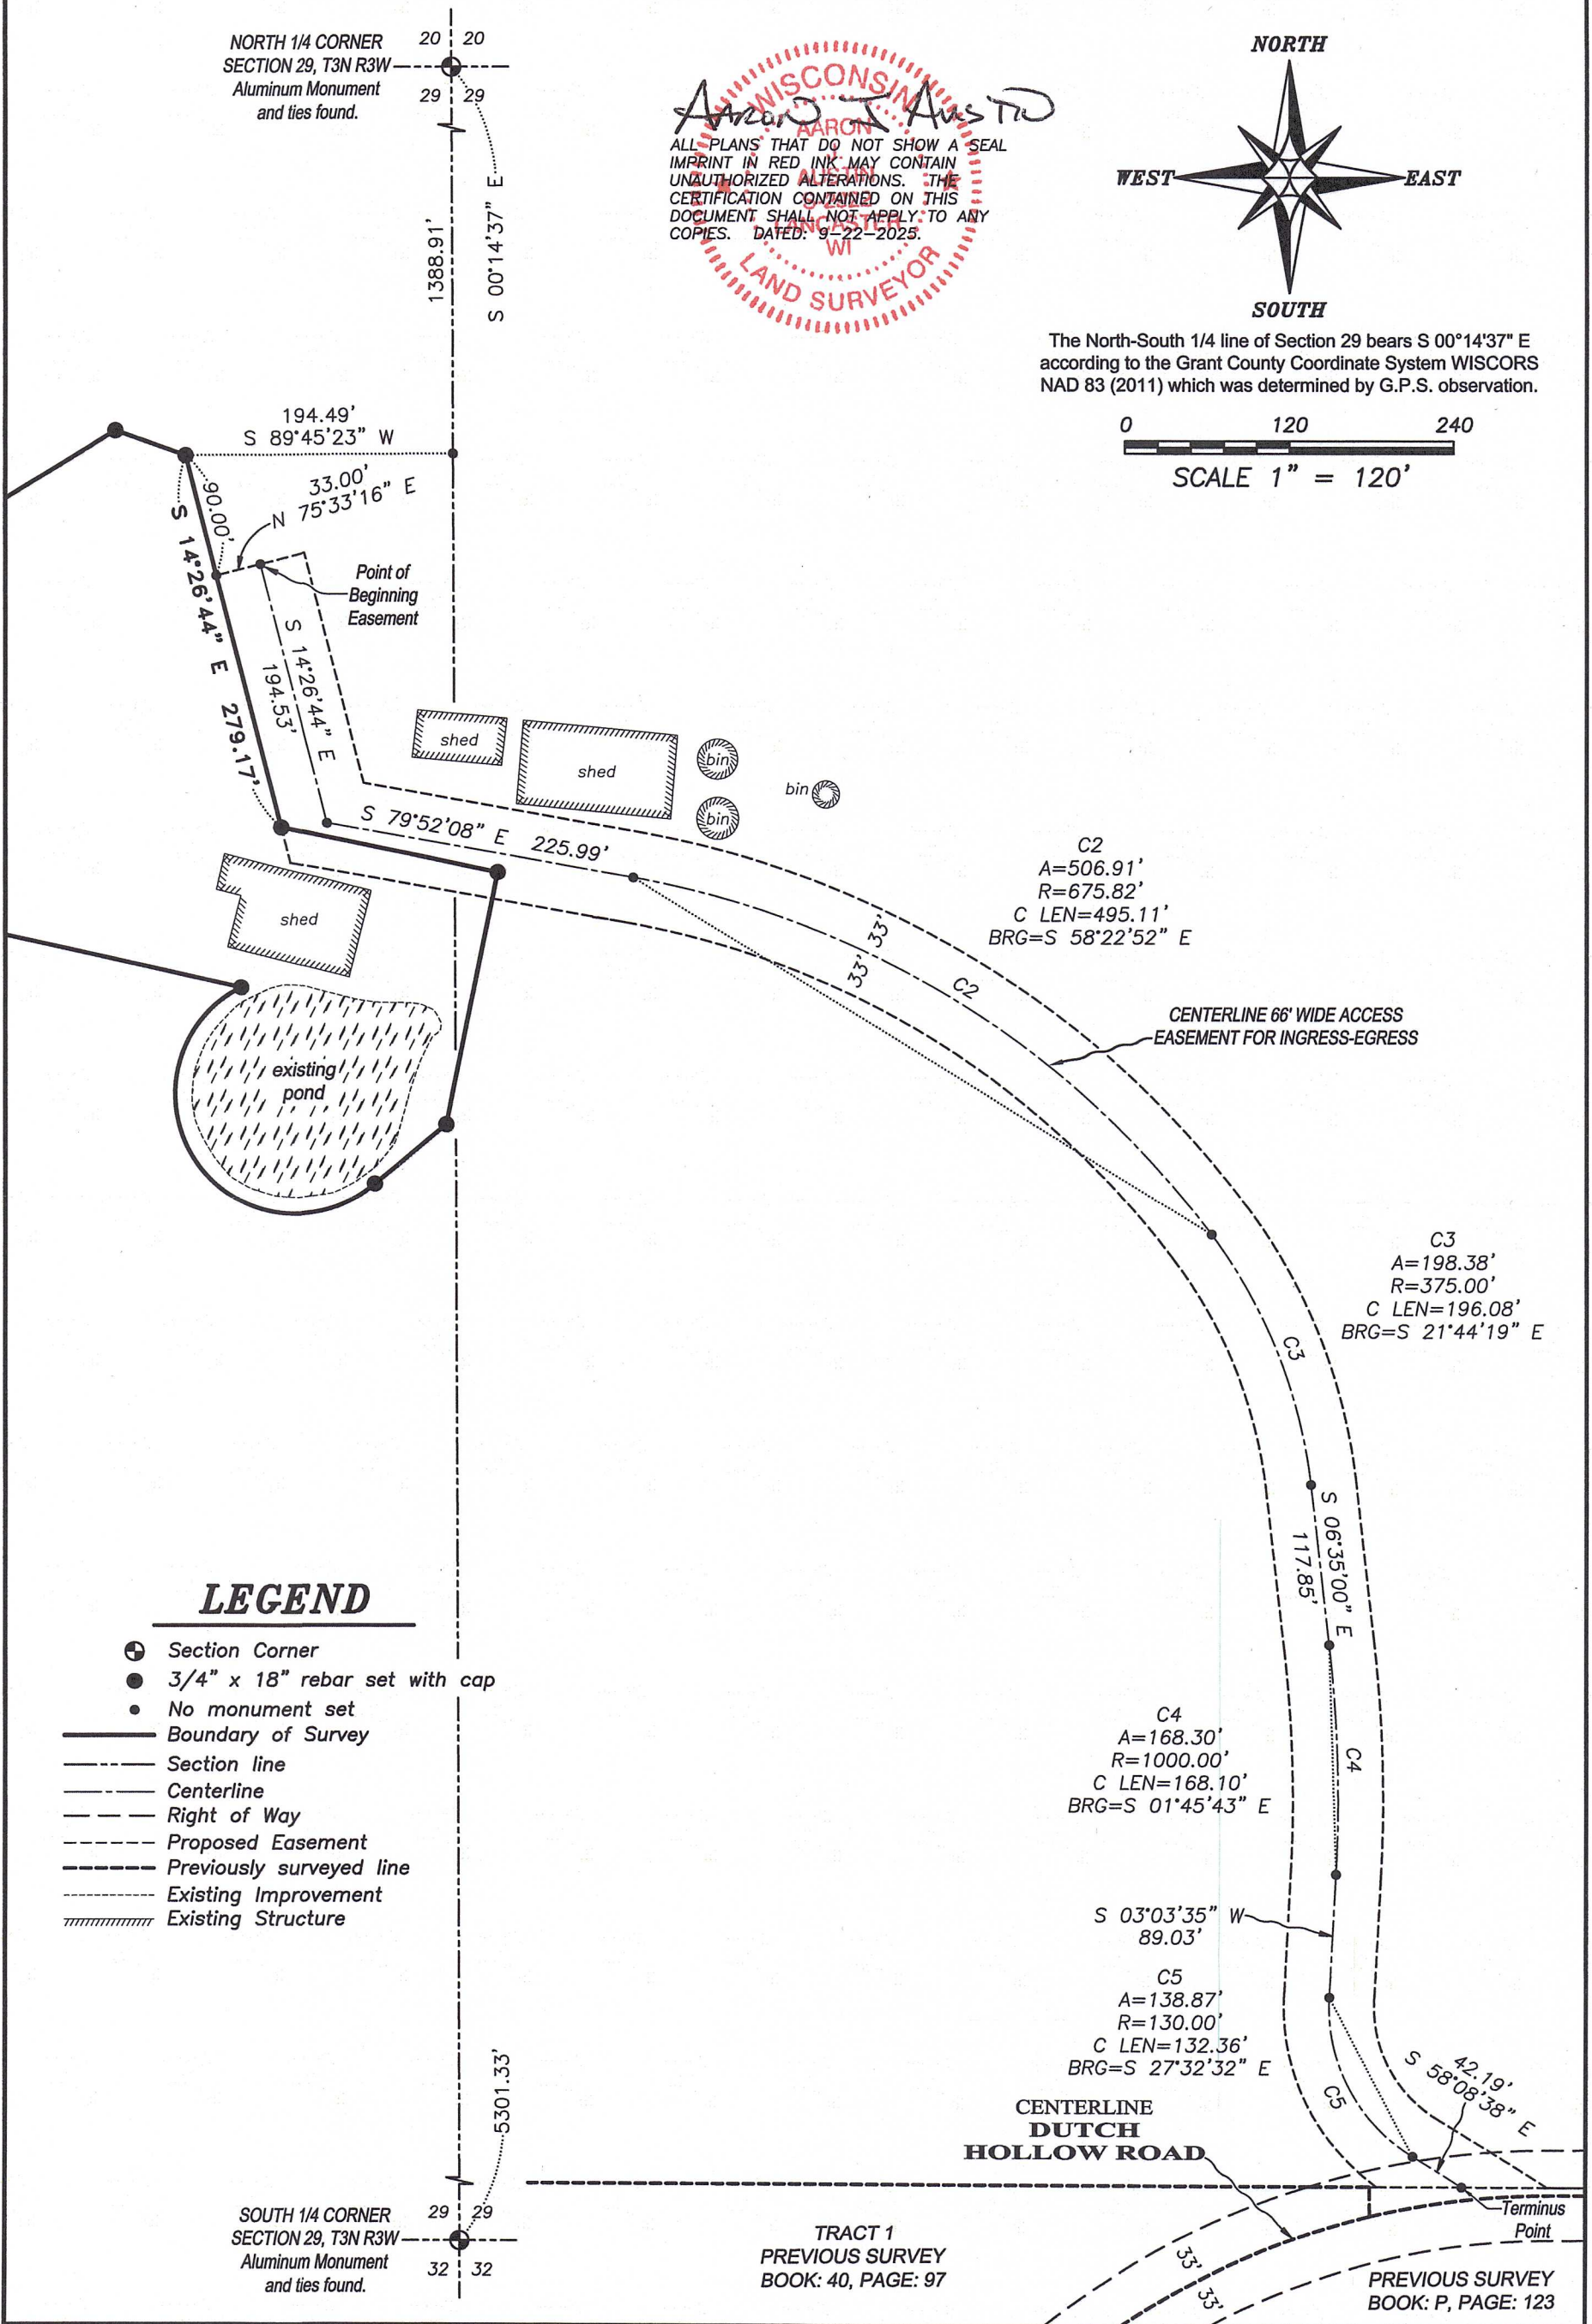 NORTH 1/4 CORNER
SECTION 29, T3N R3W
Aluminum Monument
and ties found.
20 20
29 29
1388.91'
S 00°14'37" E
Aaron J Austin
WISCONSIN
AARON
J.
AUSTIN
LANCASTER
WI
LAND SURVEYOR
ALL PLANS THAT DO NOT SHOW A SEAL
IMPRINT IN RED INK MAY CONTAIN
UNAUTHORIZED ALTERATIONS. THE
CERTIFICATION CONTAINED ON THIS
DOCUMENT SHALL NOT APPLY TO ANY
COPIES. DATED: 9-22-2025.
NORTH
WEST
EAST
SOUTH
The North-South 1/4 line of Section 29 bears S 00°14'37" E
according to the Grant County Coordinate System WISCORS
NAD 83 (2011) which was determined by G.P.S. observation.
0 120 240
SCALE 1" = 120'
194.49'
S 89°45'23" W
33.00'
N 75°33'16" E
90.00'
S 14°26'44" E 279.17'
Point of
Beginning
Easement
S 14°26'44" E
194.53'
shed
shed
bin
bin
bin
S 79°52'08" E 225.99'
shed
existing
pond
C2
A=506.91'
R=675.82'
C LEN=495.11'
BRG=S 58°22'52" E
33'
33'
C2
CENTERLINE 66' WIDE ACCESS
EASEMENT FOR INGRESS-EGRESS
C3
A=198.38'
R=375.00'
C LEN=196.08'
BRG=S 21°44'19" E
C3
S 06°35'00" E
117.85'
LEGEND
Section Corner
3/4" x 18" rebar set with cap
No monument set
Boundary of Survey
Section line
Centerline
Right of Way
Proposed Easement
Previously surveyed line
Existing Improvement
Existing Structure
C4
A=168.30'
R=1000.00'
C LEN=168.10'
BRG=S 01°45'43" E
C4
S 03°03'35" W
89.03'
C5
A=138.87'
R=130.00'
C LEN=132.36'
BRG=S 27°32'32" E
C5
42.19'
S 58°08'38" E
5301.33'
CENTERLINE
DUTCH
HOLLOW ROAD
Terminus
Point
SOUTH 1/4 CORNER
SECTION 29, T3N R3W
Aluminum Monument
and ties found.
29 29
32 32
TRACT 1
PREVIOUS SURVEY
BOOK: 40, PAGE: 97
33'
33'
PREVIOUS SURVEY
BOOK: P, PAGE: 123